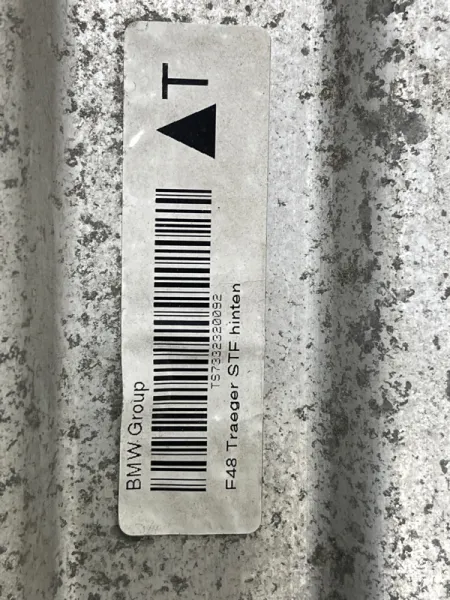 BMW Group
▲T
TS7332320092
F48 Traeger STF hinten